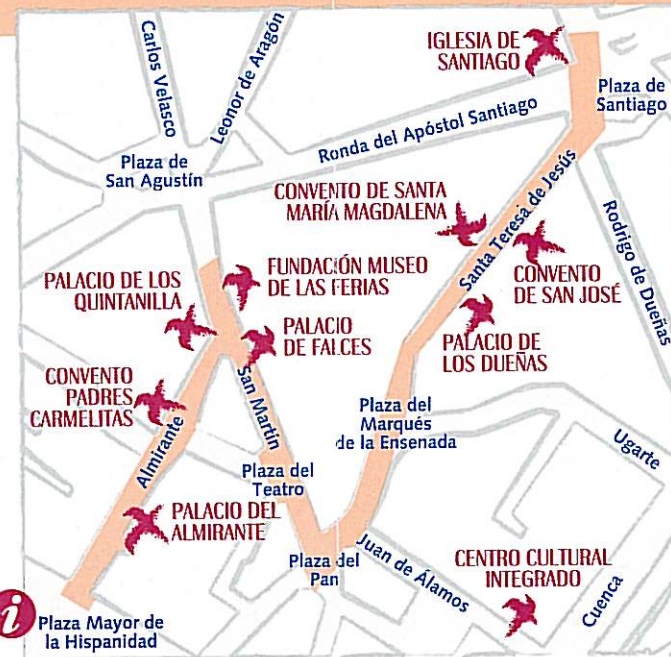 Carlos Velasco
Leonor de Aragón
IGLESIA DE
SANTIAGO
Plaza de
Santiago
Ronda del Apóstol Santiago
Plaza de
San Agustín
CONVENTO DE SANTA
MARÍA MAGDALENA
Santa Teresa de Jesús
Rodrigo de Dueñas
CONVENTO
DE SAN JOSÉ
FUNDACIÓN MUSEO
DE LAS FERIAS
PALACIO DE LOS
QUINTANILLA
PALACIO
DE FALCES
PALACIO DE
LOS DUEÑAS
CONVENTO
PADRES
CARMELITAS
San Martín
Almirante
Plaza del
Marqués
de la Ensenada
Ugarte
Plaza del
Teatro
PALACIO DEL
ALMIRANTE
Plaza del
Pan
Juan de Álamos
CENTRO CULTURAL
INTEGRADO
Cuenca
i
Plaza Mayor de
la Hispanidad